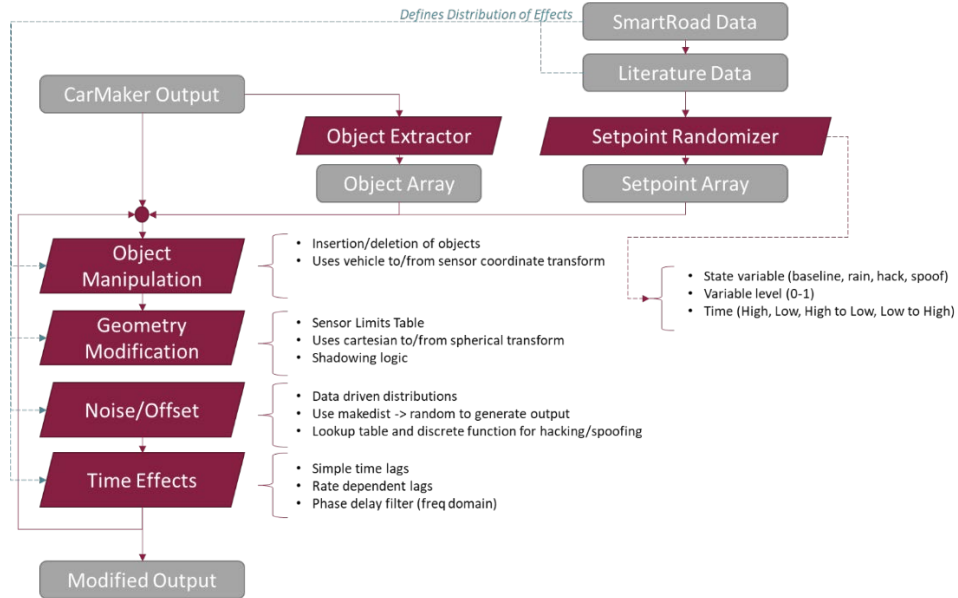 Defines Distribution of Effects
SmartRoad Data
Literature Data
CarMaker Output
Object Extractor
Setpoint Randomizer
Object Array
Setpoint Array
Object
Manipulation
• Insertion/deletion of objects
• Uses vehicle to/from sensor coordinate transform
• State variable (baseline, rain, hack, spoof)
• Variable level (0-1)
• Time (High, Low, High to Low, Low to High)
Geometry
Modification
• Sensor Limits Table
• Uses cartesian to/from spherical transform
• Shadowing logic
Noise/Offset
• Data driven distributions
• Use makedist -> random to generate output
• Lookup table and discrete function for hacking/spoofing
Time Effects
• Simple time lags
• Rate dependent lags
• Phase delay filter (freq domain)
Modified Output